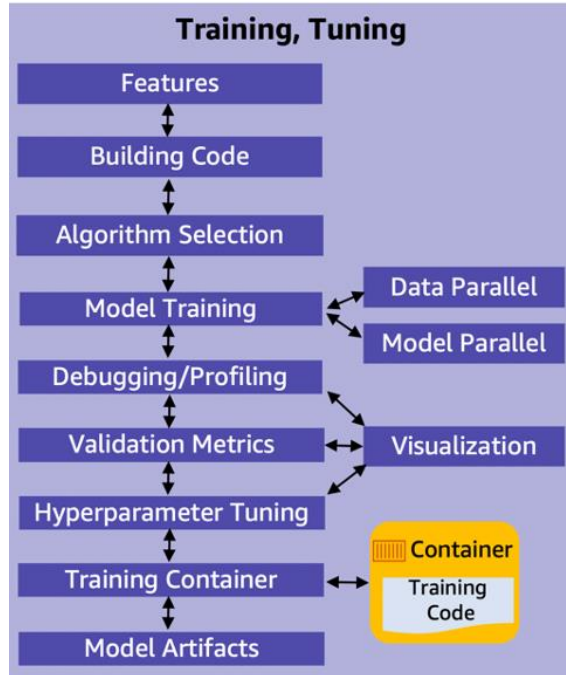 Training, Tuning
Features
Building Code
Algorithm Selection
Model Training
Data Parallel
Model Parallel
Debugging/Profiling
Validation Metrics
Visualization
Hyperparameter Tuning
Training Container
Container
Training
Code
Model Artifacts